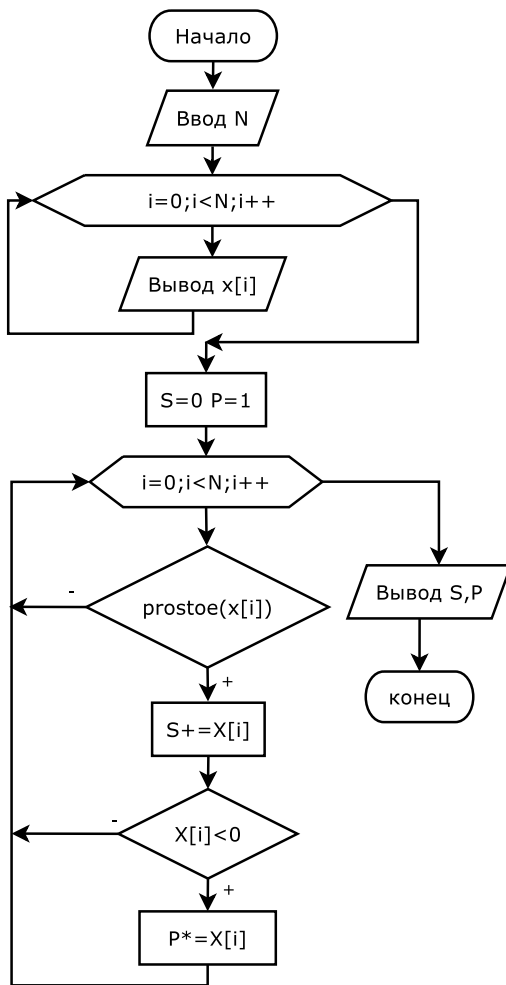 Начало
Ввод N
i=0;i<N;i++
Вывод x[i]
S=0 P=1
i=0;i<N;i++
-
prostoe(x[i])
Вывод S,P
+
конец
S+=X[i]
-
X[i]<0
+
P*=X[i]